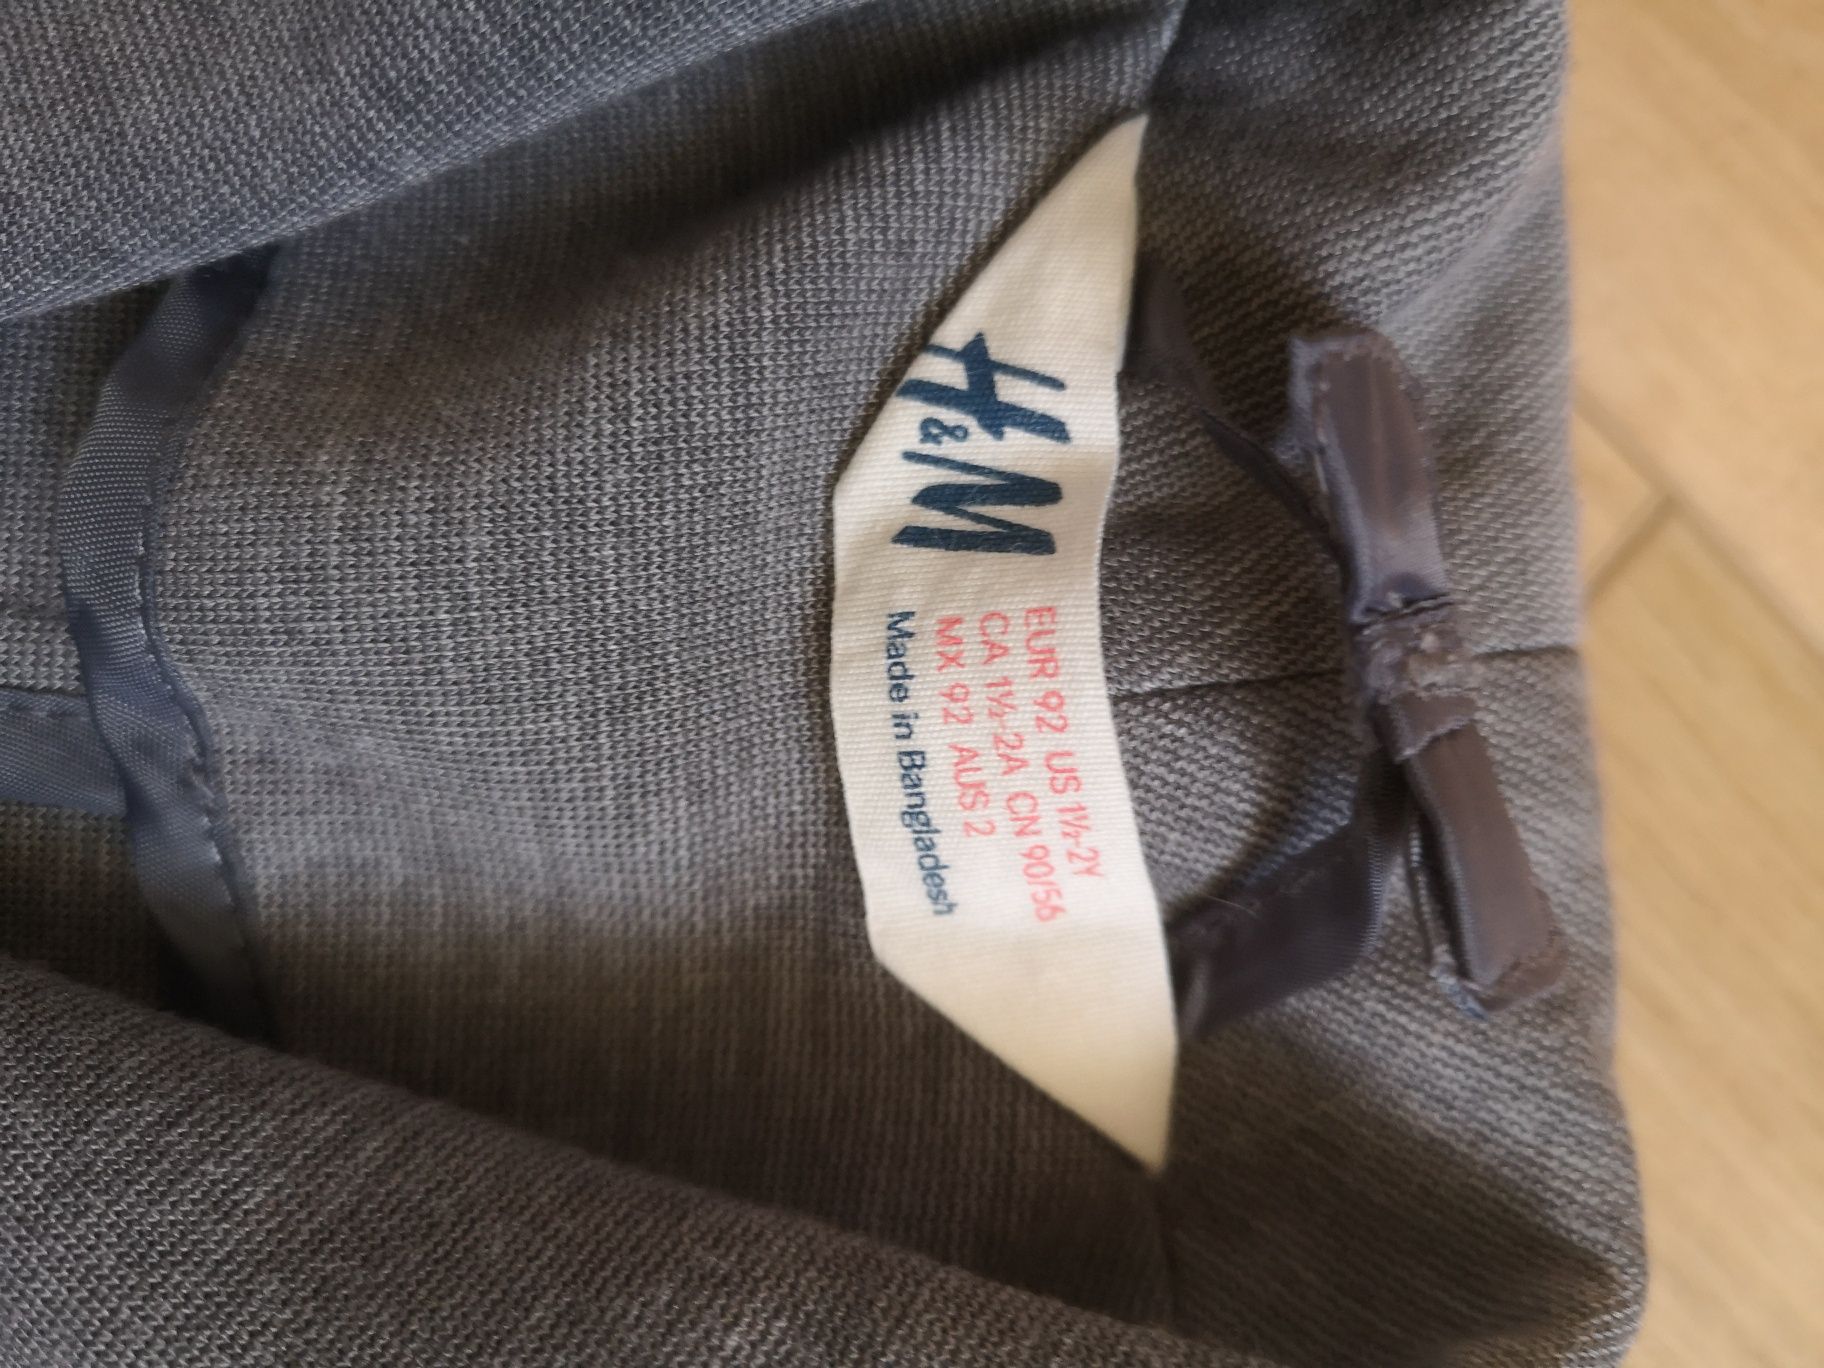 H&M
EUR 92 US 1½-2Y
CA 1½-2A CN 90/56
MX 92 AUS 2
Made in Bangladesh